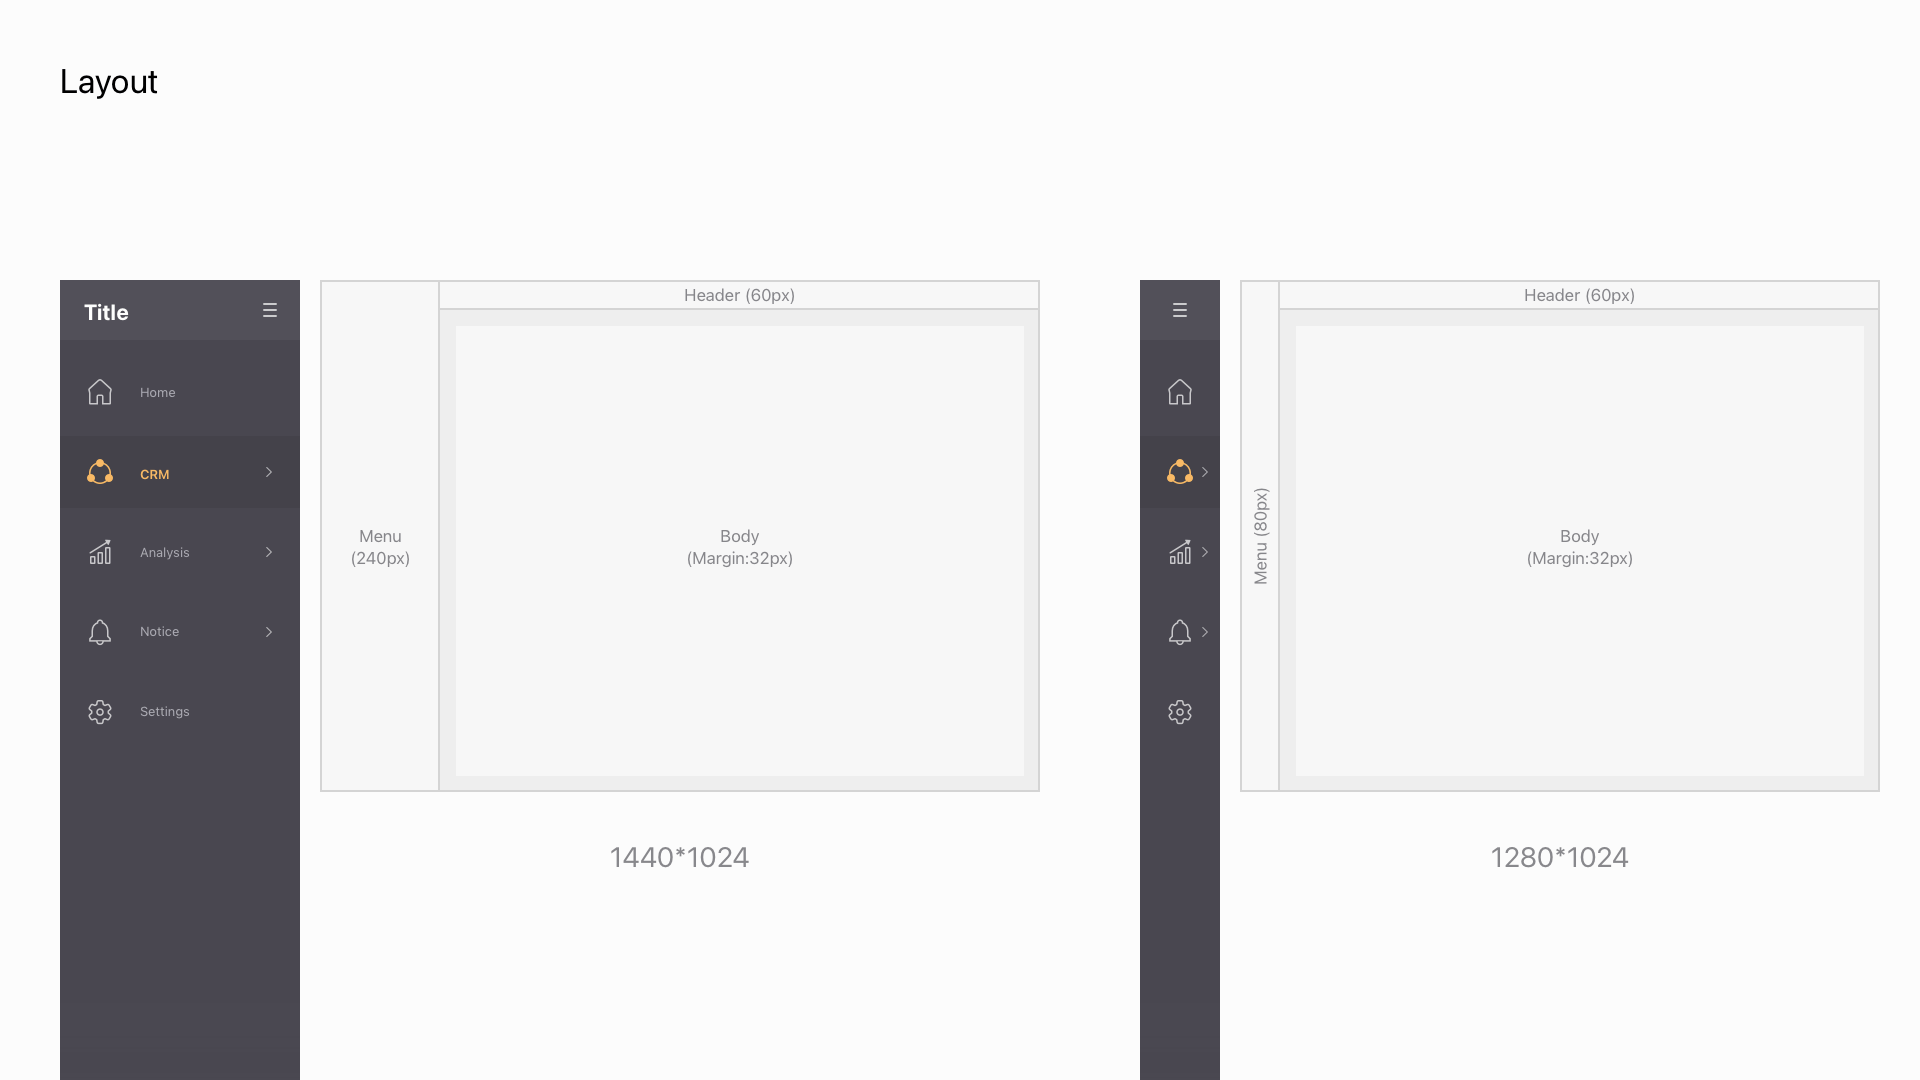 Layout
Title
Home
CRM
Analysis
Notice
Settings
Header (60px)
Menu
(240px)
Body
(Margin:32px)
1440*1024
Header (60px)
Menu (80px)
Body
(Margin:32px)
1280*1024